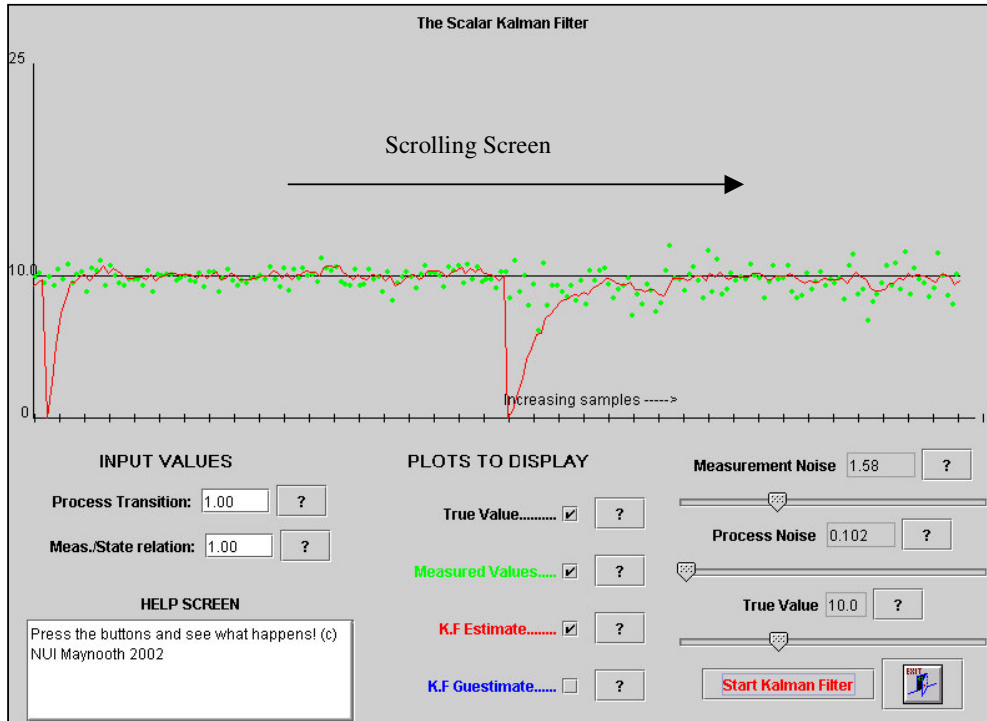 The Scalar Kalman Filter
25
Scrolling Screen
10.0
0
Increasing samples ----->
INPUT VALUES
Process Transition: 1.00 ?
Meas./State relation: 1.00 ?
HELP SCREEN
Press the buttons and see what happens! (c)
NUI Maynooth 2002
PLOTS TO DISPLAY
True Value.......... ?
Measured Values..... ?
K.F Estimate........ ?
K.F Guestimate...... ?
Measurement Noise 1.58 ?
Process Noise 0.102 ?
True Value 10.0 ?
Start Kalman Filter
EXIT